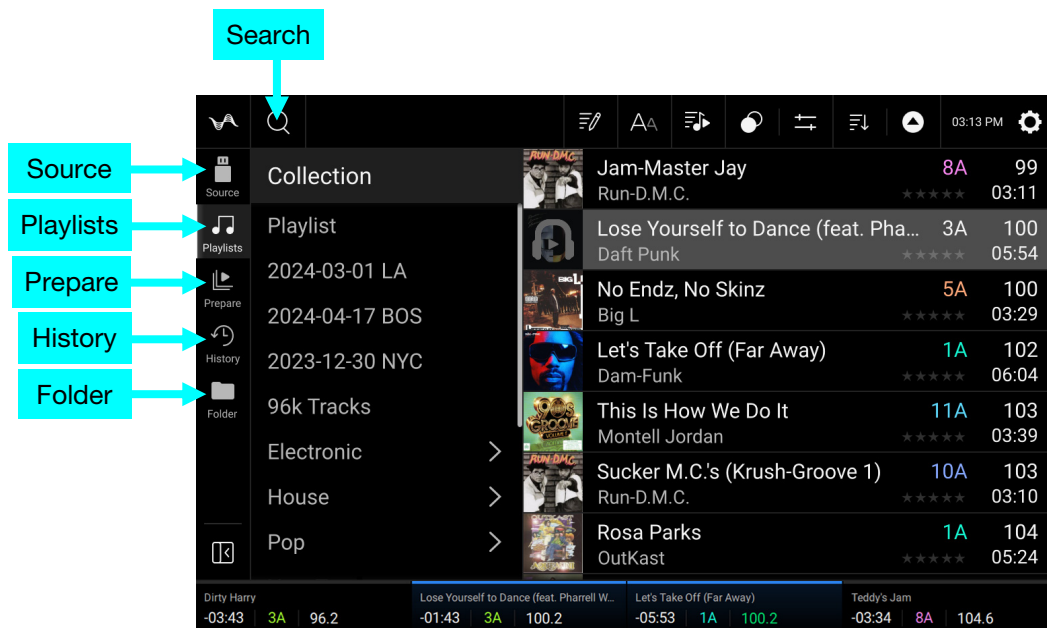 Search
Source
Playlists
Prepare
History
Folder
03:13 PM
Source
Playlists
Prepare
History
Folder
Collection
Playlist
2024-03-01 LA
2024-04-17 BOS
2023-12-30 NYC
96k Tracks
Electronic
House
Pop
RUN-D.M.C.
Jam-Master Jay 8A 99
Run-D.M.C. 03:11
Lose Yourself to Dance (feat. Pha... 3A 100
Daft Punk 05:54
BIG L
No Endz, No Skinz 5A 100
Big L 03:29
Let's Take Off (Far Away) 1A 102
Dam-Funk 06:04
90s
GROOVE
VOLUME 2
This Is How We Do It 11A 103
Montell Jordan 03:39
RUN-D.M.C.
Sucker M.C.'s (Krush-Groove 1) 10A 103
Run-D.M.C. 03:10
Rosa Parks 1A 104
OutKast 05:24
Dirty Harry
-03:43 3A 96.2
Lose Yourself to Dance (feat. Pharrell W...
-01:43 3A 100.2
Let's Take Off (Far Away)
-05:53 1A 100.2
Teddy's Jam
-03:34 8A 104.6